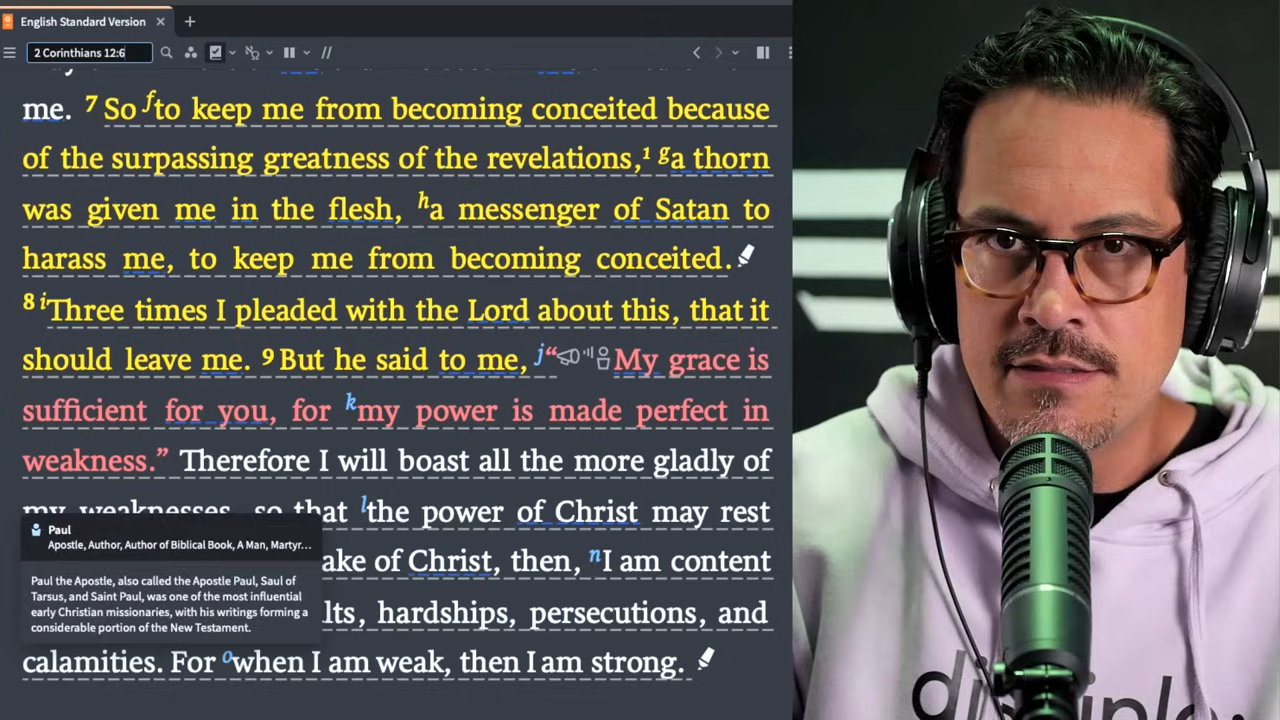 English Standard Version
2 Corinthians 12:6
me. 7 So f to keep me from becoming conceited because
of the surpassing greatness of the revelations,1 g a thorn
was given me in the flesh, h a messenger of Satan to
harass me, to keep me from becoming conceited.
8 i Three times I pleaded with the Lord about this, that it
should leave me. 9 But he said to me, j “My grace is
sufficient for you, for k my power is made perfect in
weakness.” Therefore I will boast all the more gladly of
my weaknesses, so that l the power of Christ may rest
Paul
Apostle, Author, Author of Biblical Book, A Man, Martyr...
Paul the Apostle, also called the Apostle Paul, Saul of
Tarsus, and Saint Paul, was one of the most influential
early Christian missionaries, with his writings forming a
considerable portion of the New Testament.
ake of Christ, then, n I am content
lts, hardships, persecutions, and
calamities. For o when I am weak, then I am strong.